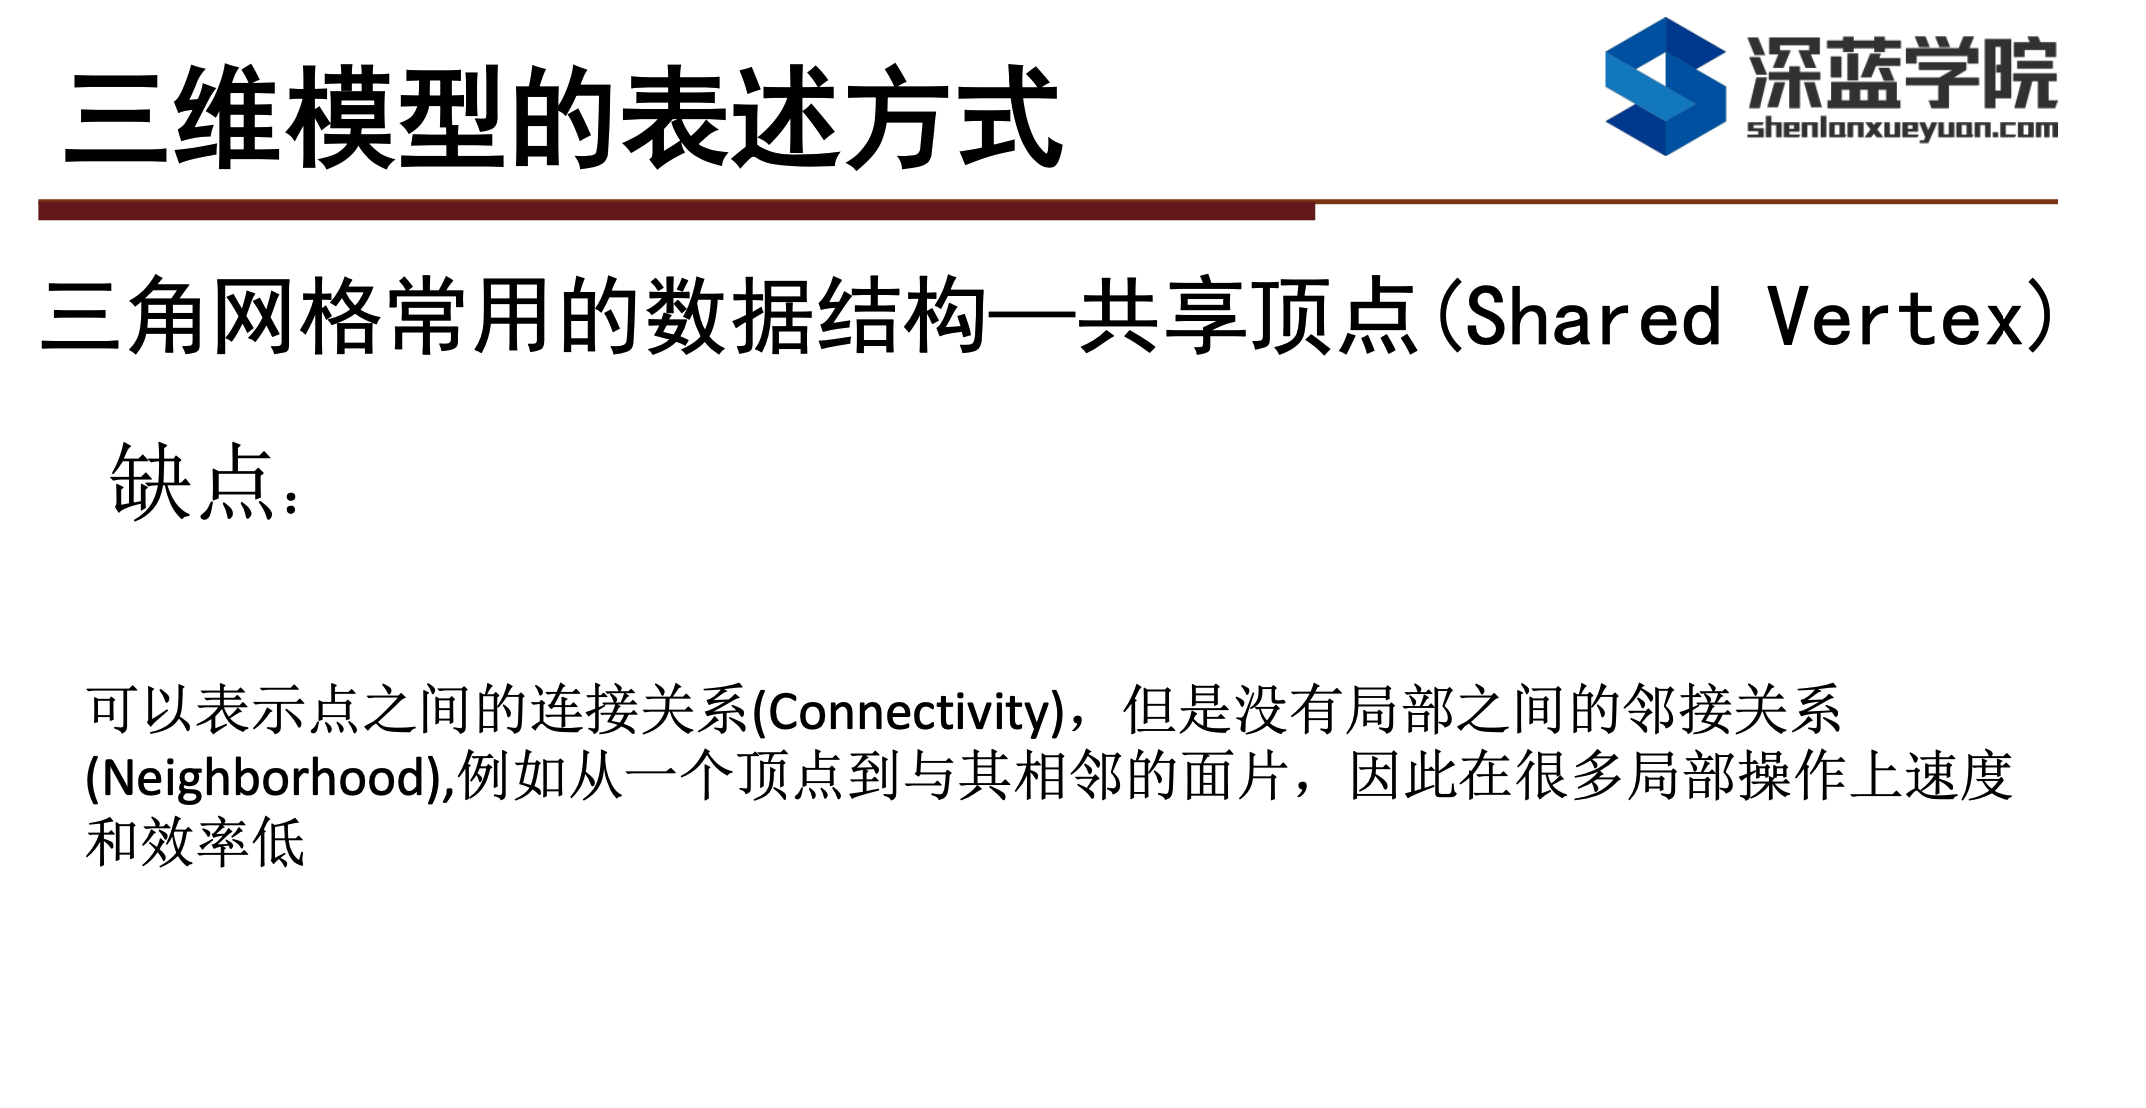 三维模型的表述方式
深蓝学院
shenlanxueyuan.com
三角网格常用的数据结构—共享顶点(Shared Vertex)
缺点：
可以表示点之间的连接关系(Connectivity)，但是没有局部之间的邻接关系
(Neighborhood),例如从一个顶点到与其相邻的面片，因此在很多局部操作上速度
和效率低